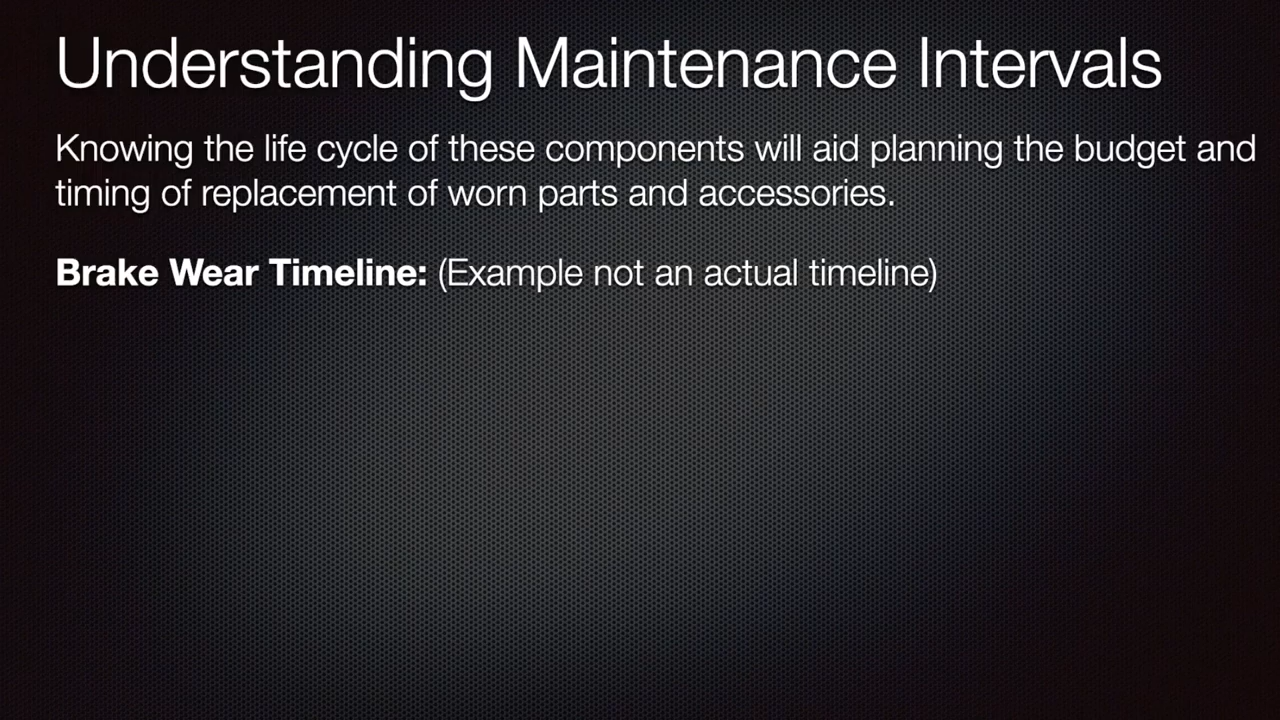 Understanding Maintenance Intervals
Knowing the life cycle of these components will aid planning the budget and
timing of replacement of worn parts and accessories.
Brake Wear Timeline: (Example not an actual timeline)